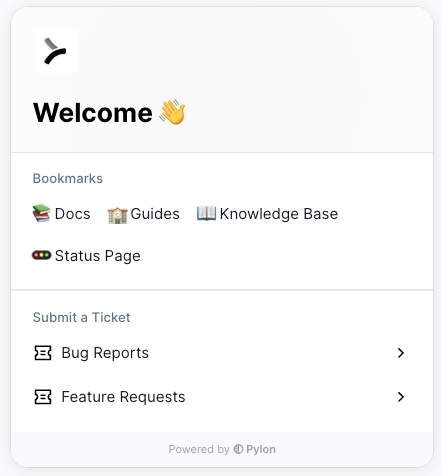 Welcome 👋
Bookmarks
📚 Docs 🏫 Guides 📖 Knowledge Base
🚥 Status Page
Submit a Ticket
Bug Reports
Feature Requests
Powered by Pylon